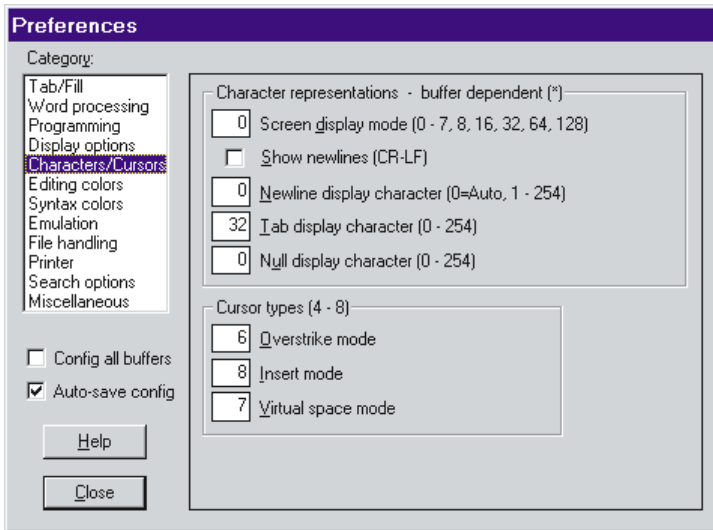 Preferences
Category:
Tab/Fill
Word processing
Programming
Display options
Characters/Cursors
Editing colors
Syntax colors
Emulation
File handling
Printer
Search options
Miscellaneous
Config all buffers
Auto-save config
Help
Close
Character representations - buffer dependent (*)
0 Screen display mode (0 - 7, 8, 16, 32, 64, 128)
Show newlines (CR-LF)
0 Newline display character (0=Auto, 1 - 254)
32 Tab display character (0 - 254)
0 Null display character (0 - 254)
Cursor types (4 - 8)
6 Overstrike mode
8 Insert mode
7 Virtual space mode